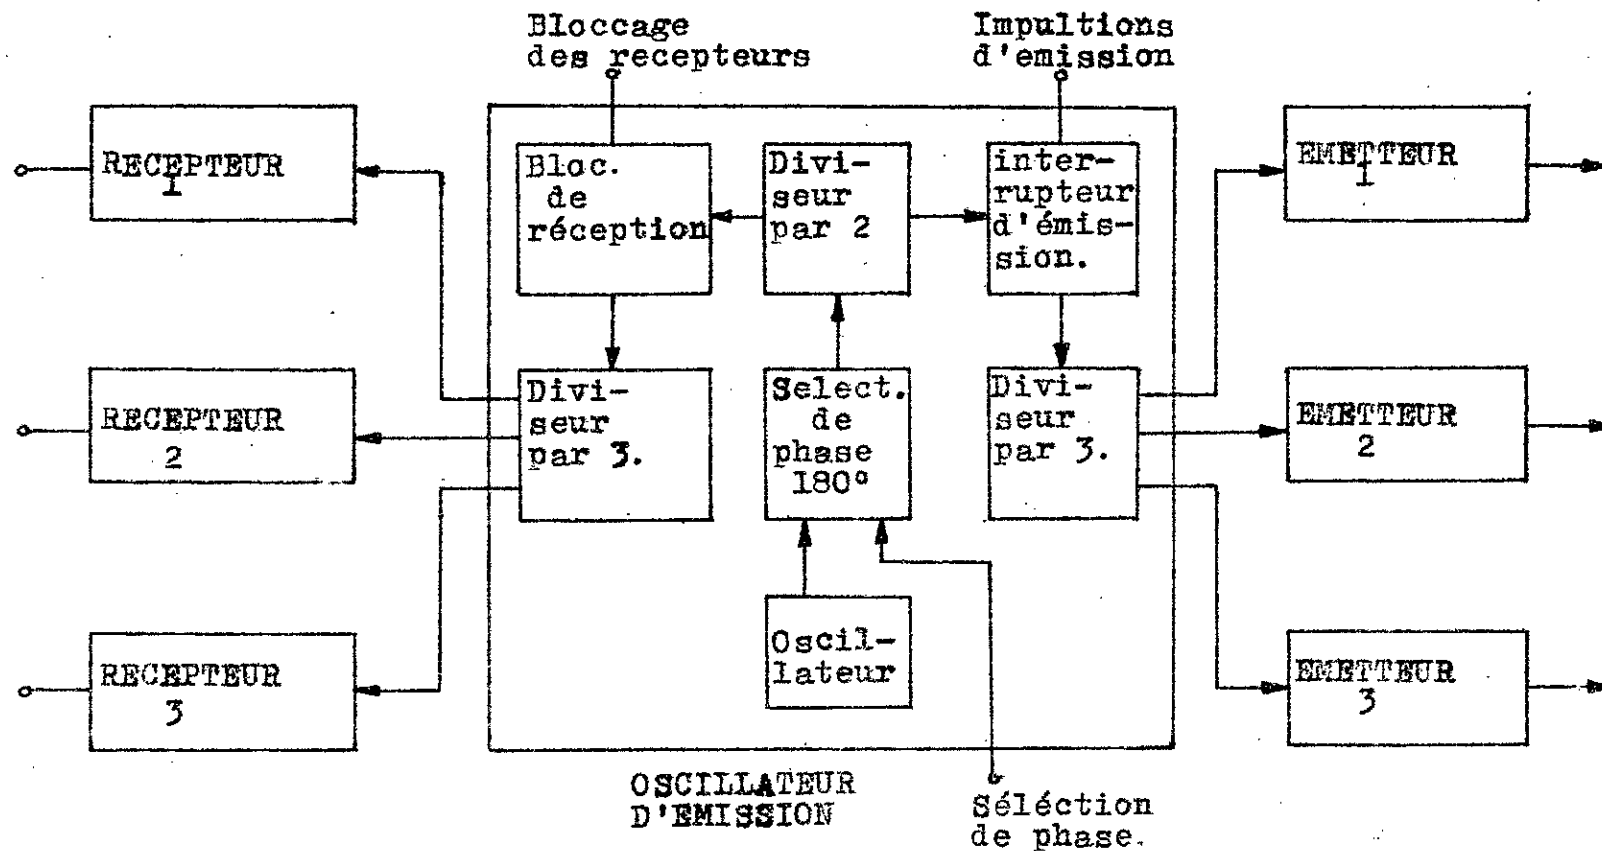 Bloccage
des recepteurs
Impultions
d'emission
RECEPTEUR
1
Bloc.
de
réception
Divi-
seur
par 2
inter-
rupteur
d'émis-
sion.
EMETTEUR
1
RECEPTEUR
2
Divi-
seur
par 3.
Select.
de
phase
180°
Divi-
seur
par 3.
EMETTEUR
2
RECEPTEUR
3
Oscil-
lateur
EMETTEUR
3
OSCILLATEUR
D'EMISSION
Séléction
de phase.